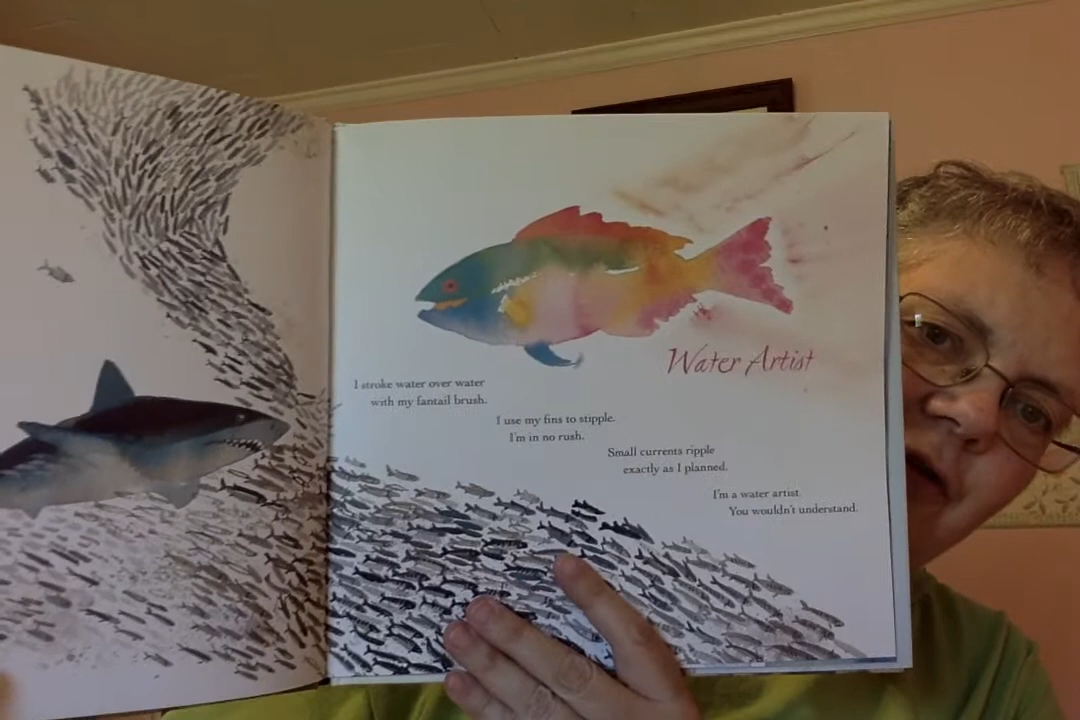 Water Artist
I stroke water over water
with my fantail brush.
I use my fins to stipple.
I'm in no rush.
Small currents ripple
exactly as I planned.
I'm a water artist
You wouldn't understand.